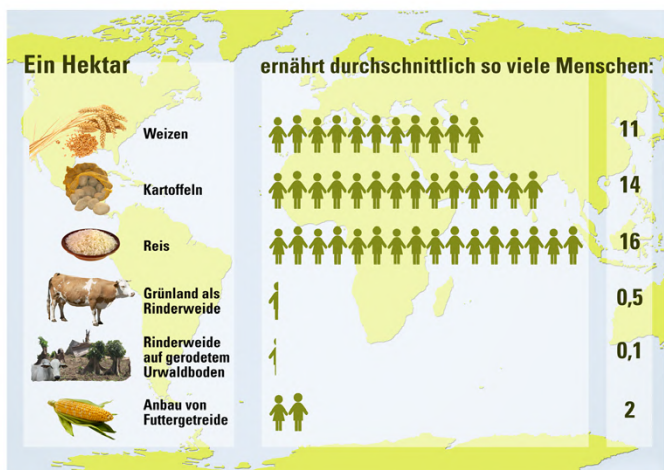 Ein Hektar
ernährt durchschnittlich so viele Menschen:
Weizen
11
Kartoffeln
14
Reis
16
Grünland als
Rinderweide
0,5
Rinderweide
auf gerodetem
Urwaldboden
0,1
Anbau von
Futtergetreide
2